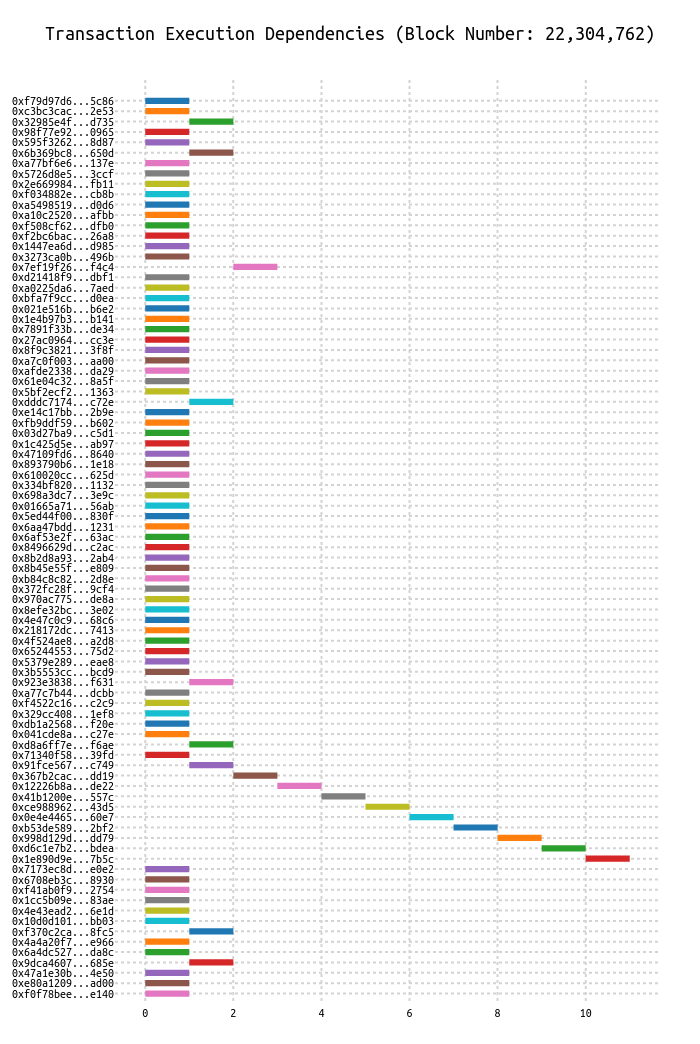 Transaction Execution Dependencies (Block Number: 22,304,762)
0xf79d97d6...5c86
0xc3bc3cac...2e53
0x32985e4f...d735
0x98f77e92...0965
0x595f3262...8d87
0x6b369bc8...650d
0xa77bf6e6...137e
0x5726d8e5...3ccf
0x2e669984...fb11
0xf034882e...cb8b
0xa5498519...d0d6
0xa10c2520...afbb
0xf508cf62...dfb0
0xf2bc6bac...26a8
0x1447ea6d...d985
0x3273ca0b...496b
0x7ef19f26...f4c4
0xd21418f9...dbf1
0xa0225da6...7aed
0xbfa7f9cc...d0ea
0x021e516b...b6e2
0x1e4b97b3...b141
0x7891f33b...de34
0x27ac0964...cc3e
0x8f9c3821...3f8f
0xa7c0f003...aa00
0xafde2338...da29
0x61e04c32...8a5f
0x5bf2ecf2...1363
0xdddc7174...c72e
0xe14c17bb...2b9e
0xfb9ddf59...b602
0x03d27ba9...c5d1
0x1c425d5e...ab97
0x47109fd6...8640
0x893790b6...1e18
0x610020cc...625d
0x334bf820...1132
0x698a3dc7...3e9c
0x01665a71...56ab
0x5ed44f00...830f
0x6aa47bdd...1231
0x6af53e2f...63ac
0x8496629d...c2ac
0x8b2d8a93...2ab4
0x8b45e55f...e809
0xb84c8c82...2d8e
0x372fc28f...9cf4
0x970ac775...de8a
0x8efe32bc...3e02
0x4e47c0c9...68c6
0x218172dc...7413
0x4f524ae8...a2d8
0x65244553...75d2
0x5379e289...eae8
0x3b5553cc...bcd9
0x923e3838...f631
0xa77c7b44...dcbb
0xf4522c16...c2c9
0x329cc408...1ef8
0xdb1a2568...f20e
0x041cde8a...c27e
0xd8a6ff7e...f6ae
0x71340f58...39fd
0x91fce567...c749
0x367b2cac...dd19
0x12226b8a...de22
0x41b1200e...557c
0xce988962...43d5
0x0e4e4465...60e7
0xb53de589...2bf2
0x998d129d...dd79
0xd6c1e7b2...bdea
0x1e890d9e...7b5c
0x7173ec8d...e0e2
0x6708eb3c...8930
0xf41ab0f9...2754
0x1cc5b09e...83ae
0x4e43ead2...6e1d
0x10d0d101...bb03
0xf370c2ca...8fc5
0x4a4a20f7...e966
0x6a4dc527...da8c
0x9dca4607...685e
0x47a1e30b...4e50
0xe80a1209...ad00
0xf0f78bee...e140
0 2 4 6 8 10